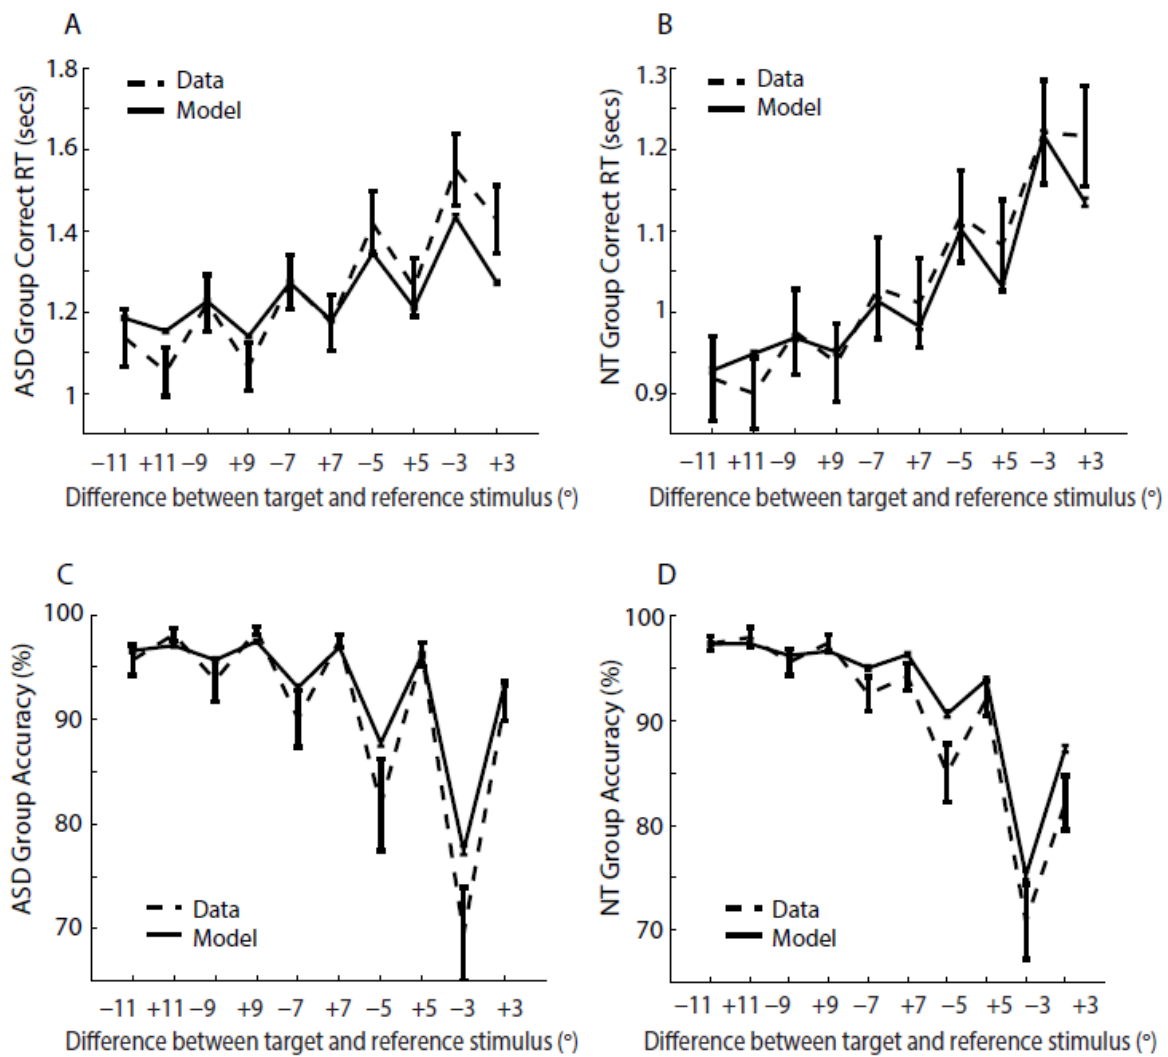 A
ASD Group Correct RT (secs)
1.8
1.6
1.4
1.2
1
Data
Model
−11 +11 −9 +9 −7 +7 −5 +5 −3 +3
Difference between target and reference stimulus (°)
B
NT Group Correct RT (secs)
1.3
1.2
1.1
1
0.9
Data
Model
−11 +11 −9 +9 −7 +7 −5 +5 −3 +3
Difference between target and reference stimulus (°)
C
ASD Group Accuracy (%)
100
90
80
70
Data
Model
−11 +11 −9 +9 −7 +7 −5 +5 −3 +3
Difference between target and reference stimulus (°)
D
NT Group Accuracy (%)
100
90
80
70
Data
Model
−11 +11 −9 +9 −7 +7 −5 +5 −3 +3
Difference between target and reference stimulus (°)